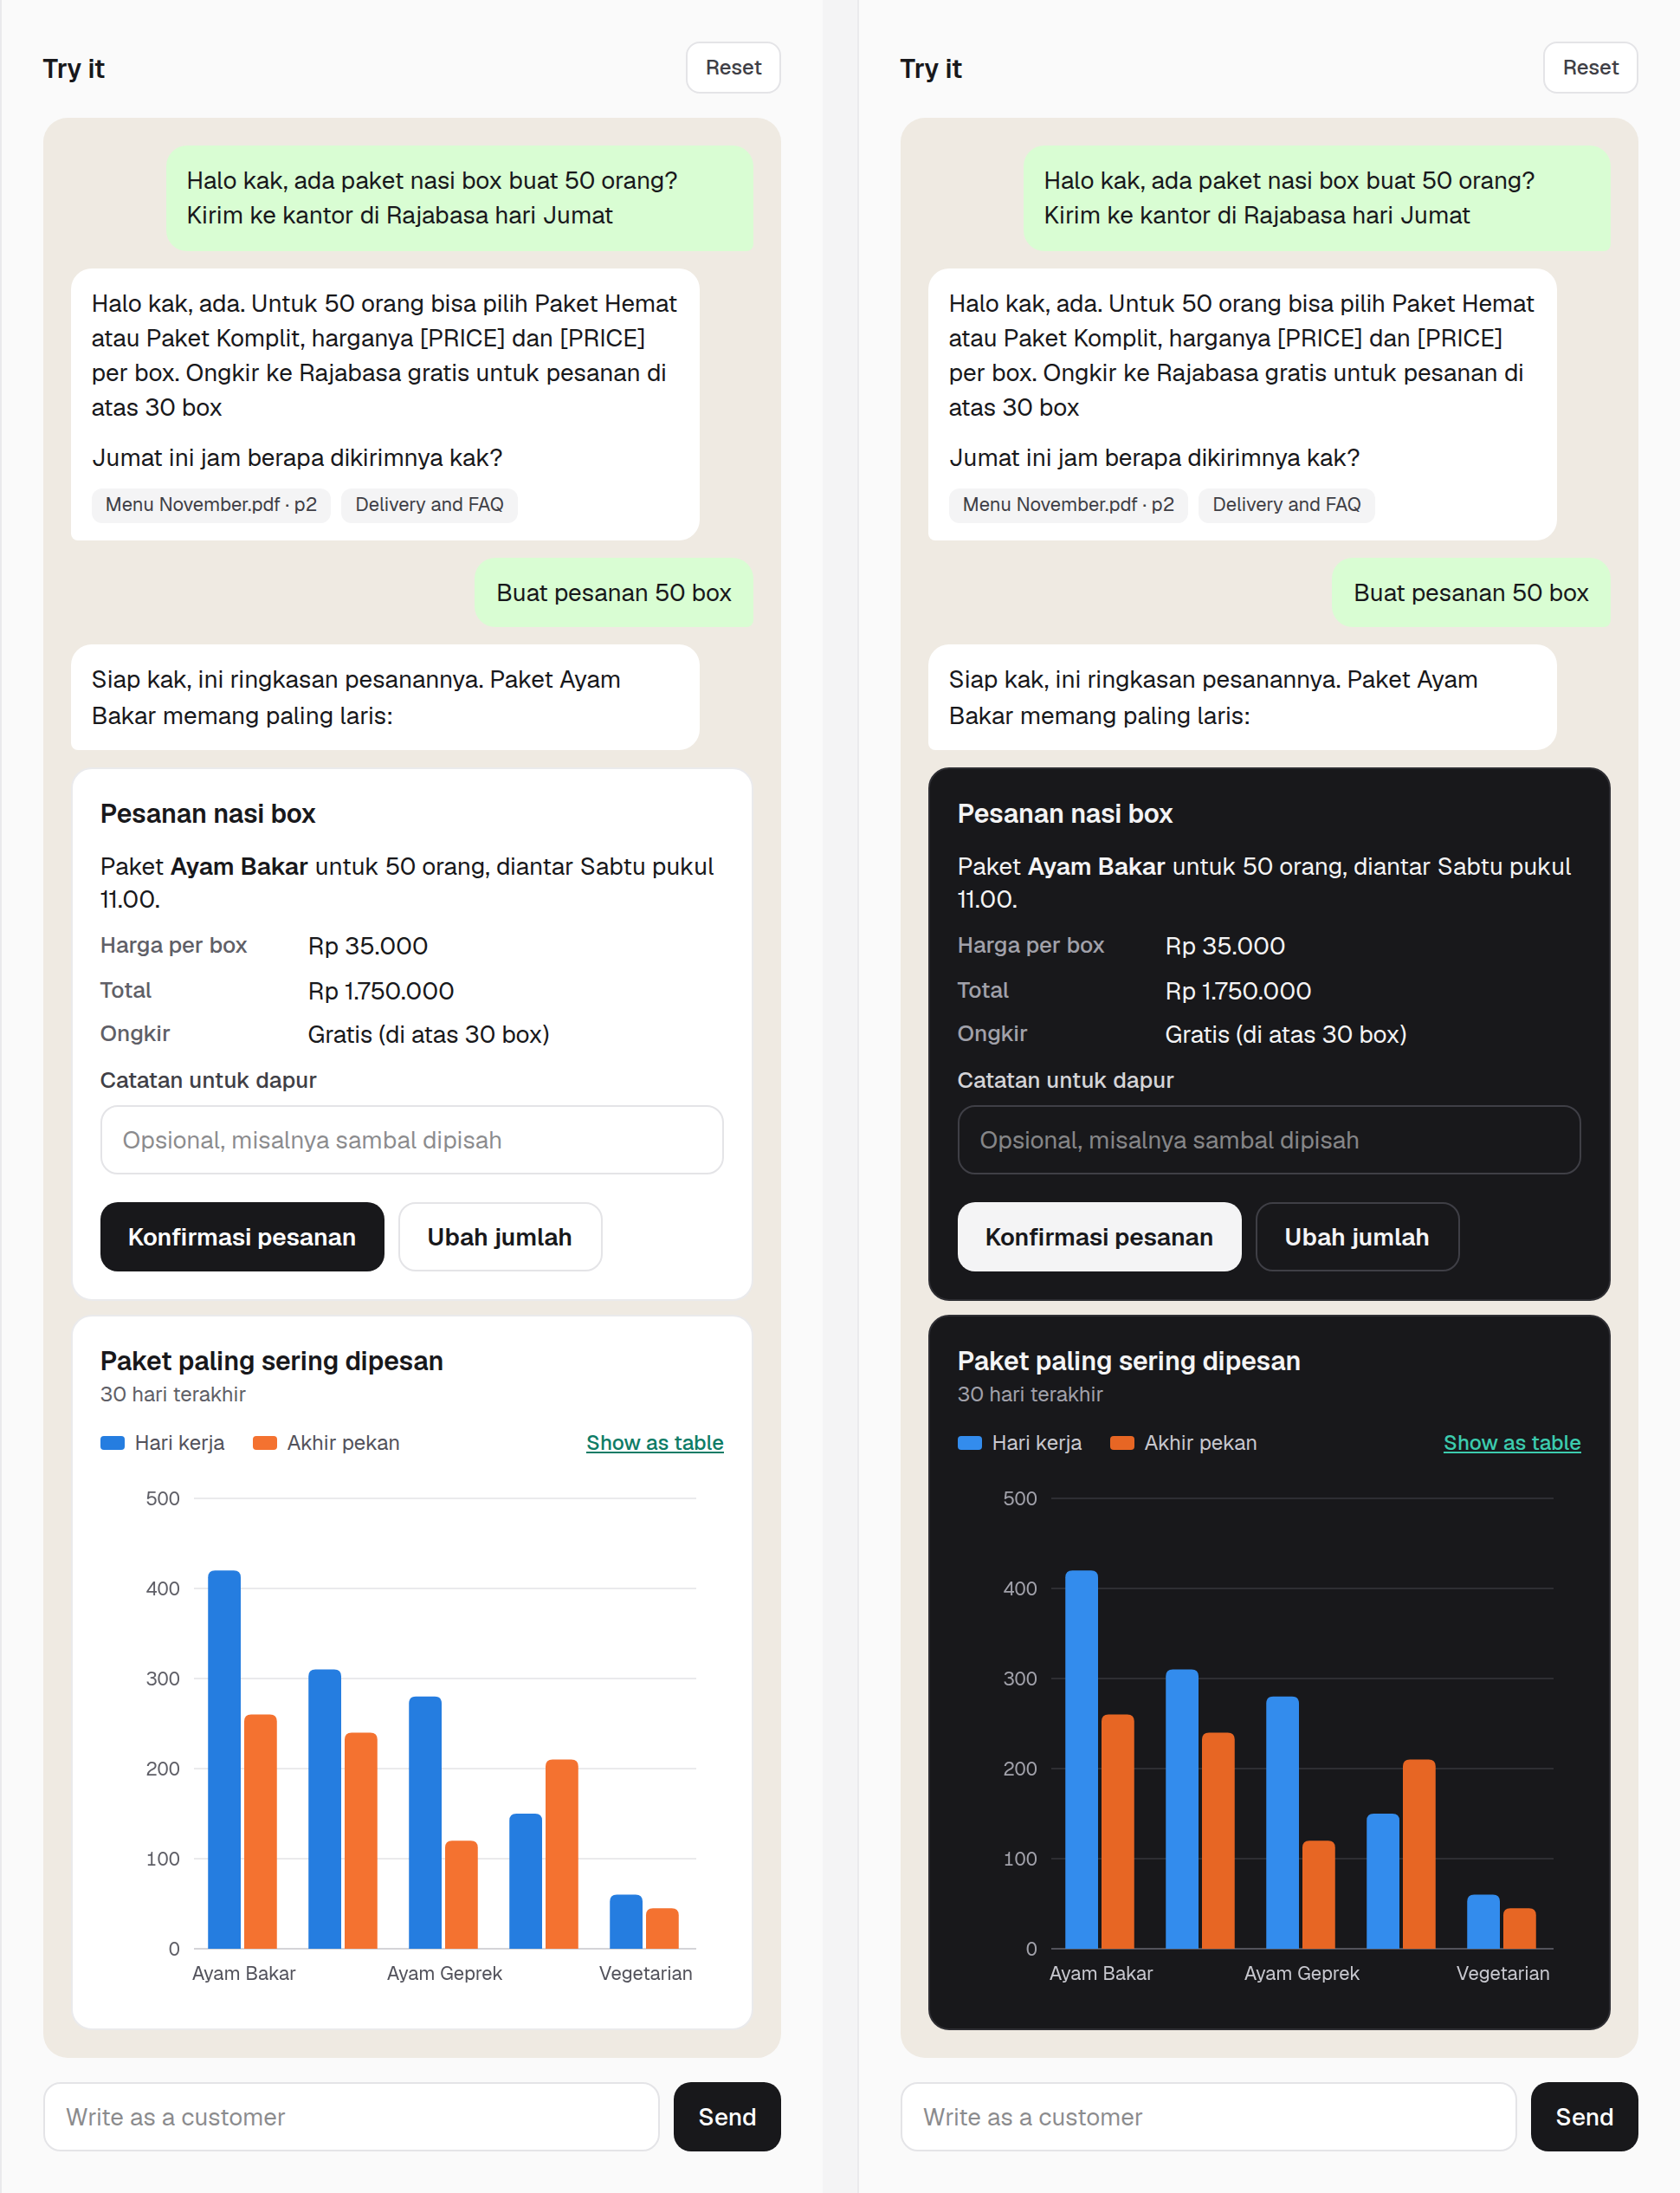 Try it
Reset
Halo kak, ada paket nasi box buat 50 orang?
Kirim ke kantor di Rajabasa hari Jumat
Halo kak, ada. Untuk 50 orang bisa pilih Paket Hemat
atau Paket Komplit, harganya [PRICE] dan [PRICE]
per box. Ongkir ke Rajabasa gratis untuk pesanan di
atas 30 box
Jumat ini jam berapa dikirimnya kak?
Menu November.pdf · p2
Delivery and FAQ
Buat pesanan 50 box
Siap kak, ini ringkasan pesanannya. Paket Ayam
Bakar memang paling laris:
Pesanan nasi box
Paket Ayam Bakar untuk 50 orang, diantar Sabtu pukul
11.00.
Harga per box Rp 35.000
Total Rp 1.750.000
Ongkir Gratis (di atas 30 box)
Catatan untuk dapur
Opsional, misalnya sambal dipisah
Konfirmasi pesanan
Ubah jumlah
Paket paling sering dipesan
30 hari terakhir
Hari kerja
Akhir pekan
Show as table
500
400
300
200
100
0
Ayam Bakar
Ayam Geprek
Vegetarian
Write as a customer
Send
Try it
Reset
Halo kak, ada paket nasi box buat 50 orang?
Kirim ke kantor di Rajabasa hari Jumat
Halo kak, ada. Untuk 50 orang bisa pilih Paket Hemat
atau Paket Komplit, harganya [PRICE] dan [PRICE]
per box. Ongkir ke Rajabasa gratis untuk pesanan di
atas 30 box
Jumat ini jam berapa dikirimnya kak?
Menu November.pdf · p2
Delivery and FAQ
Buat pesanan 50 box
Siap kak, ini ringkasan pesanannya. Paket Ayam
Bakar memang paling laris:
Pesanan nasi box
Paket Ayam Bakar untuk 50 orang, diantar Sabtu pukul
11.00.
Harga per box Rp 35.000
Total Rp 1.750.000
Ongkir Gratis (di atas 30 box)
Catatan untuk dapur
Opsional, misalnya sambal dipisah
Konfirmasi pesanan
Ubah jumlah
Paket paling sering dipesan
30 hari terakhir
Hari kerja
Akhir pekan
Show as table
500
400
300
200
100
0
Ayam Bakar
Ayam Geprek
Vegetarian
Write as a customer
Send